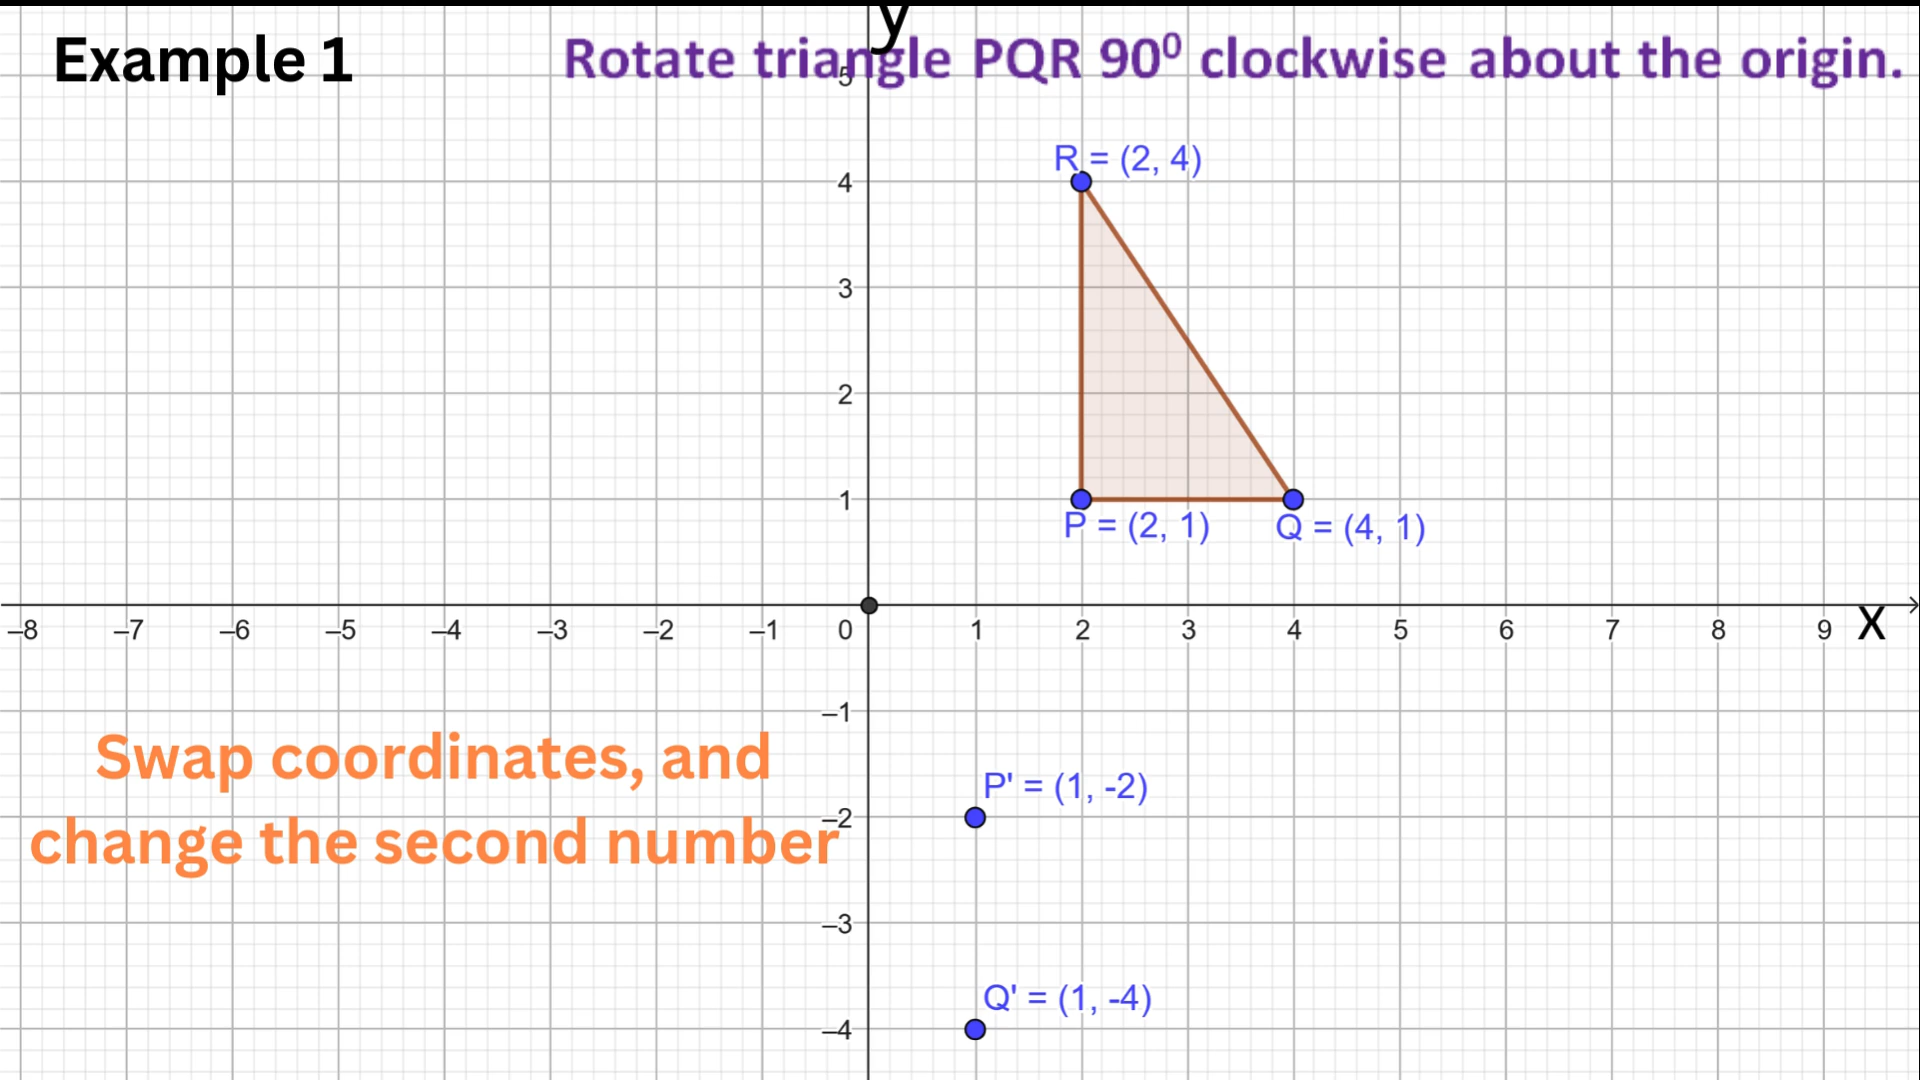 y
Example 1
Rotate triangle PQR 90⁰ clockwise about the origin.
5
R = (2, 4)
4
3
2
1
P = (2, 1)
Q = (4, 1)
–8 –7 –6 –5 –4 –3 –2 –1 0 1 2 3 4 5 6 7 8 9 X
–1
Swap coordinates, and
change the second number
P' = (1, -2)
–2
–3
Q' = (1, -4)
–4